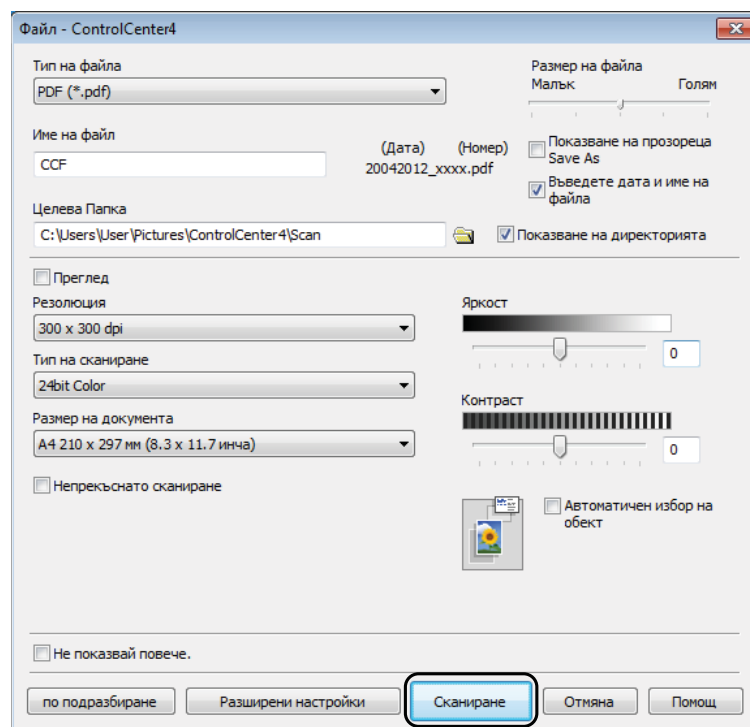 Файл - ControlCenter4
Тип на файла
PDF (*.pdf)
Размер на файла
Малък Голям
Име на файл
CCF
(Дата) (Номер)
20042012_xxxx.pdf
Показване на прозореца
Save As
Въведете дата и име на
файла
Целева Папка
C:\Users\User\Pictures\ControlCenter4\Scan
Показване на директорията
Преглед
Резолюция
300 x 300 dpi
Тип на сканиране
24bit Color
Размер на документа
A4 210 x 297 мм (8.3 x 11.7 инча)
Непрекъснато сканиране
Яркост
0
Контраст
0
Автоматичен избор на
обект
Не показвай повече.
по подразбиране Разширени настройки Сканиране Отмяна Помощ